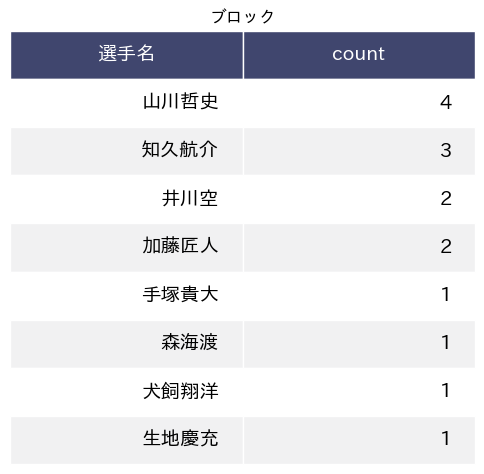 ブロック
選手名 count
山川哲史 4
知久航介 3
井川空 2
加藤匠人 2
手塚貴大 1
森海渡 1
犬飼翔洋 1
生地慶充 1